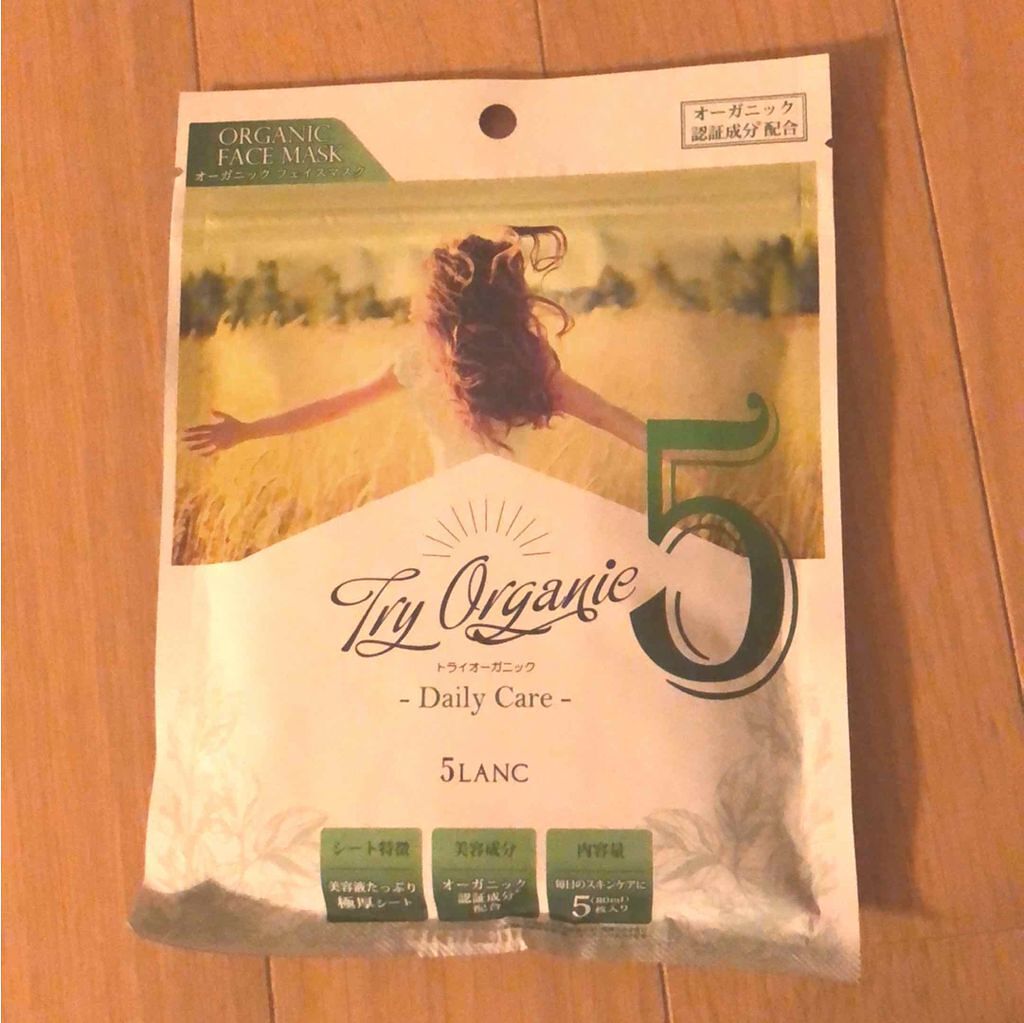 ORGANIC
FACE MASK
オーガニック フェイスマスク
オーガニック
認証成分*配合
5
Try Organic
トライオーガニック
- Daily Care -
5LANC
シート特徴
美容液たっぷり
極厚シート
美容成分
オーガニック
認証成分*
配合
内容量
毎日のスキンケアに
5(80ml)
枚入り